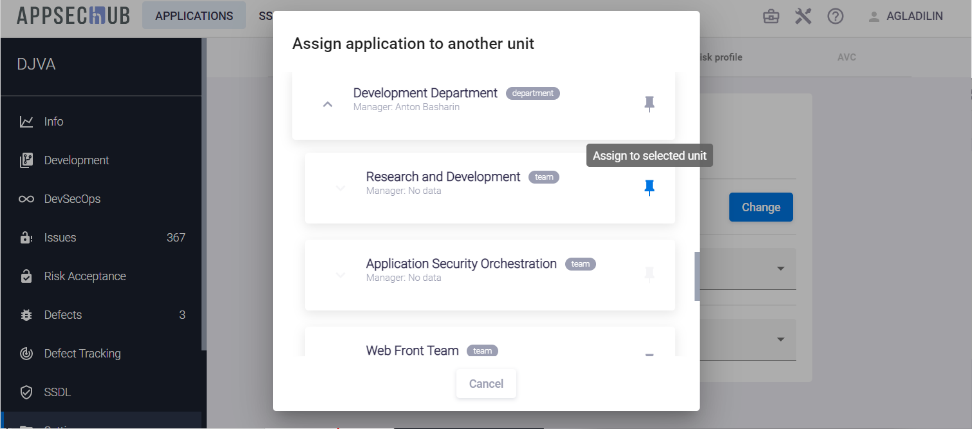 APPSECHUB
APPLICATIONS
SS
AGLADILIN
DJVA
Info
Development
DevSecOps
Issues 367
Risk Acceptance
Defects 3
Defect Tracking
SSDL
Assign application to another unit
Development Department department
Manager: Anton Basharin
Assign to selected unit
Research and Development team
Manager: No data
Application Security Orchestration team
Manager: No data
Web Front Team team
Cancel
isk profile
AVC
Change